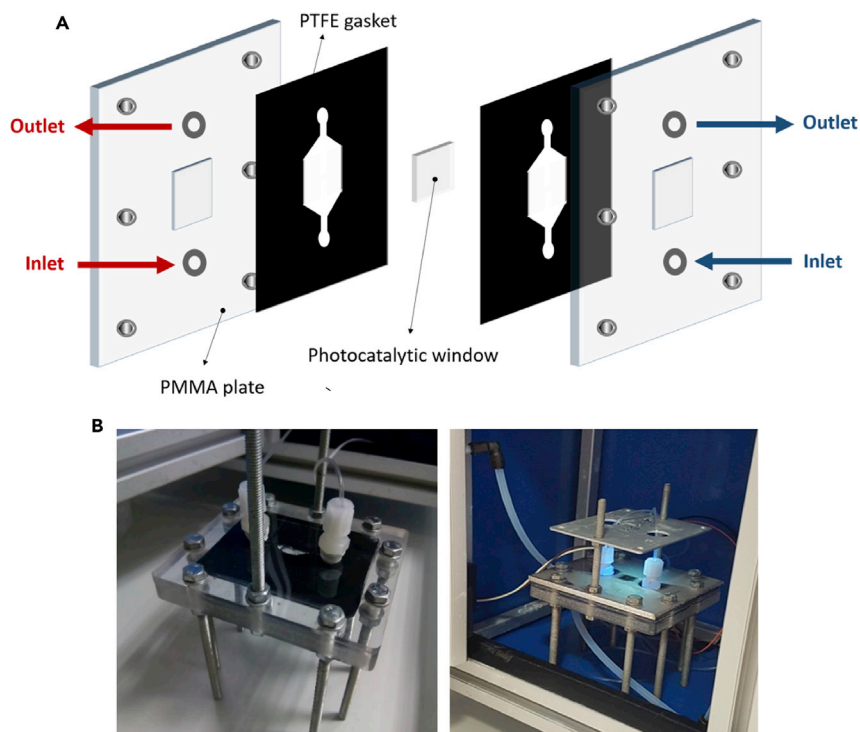 A
PTFE gasket
Outlet
Outlet
Inlet
Inlet
Photocatalytic window
PMMA plate
B